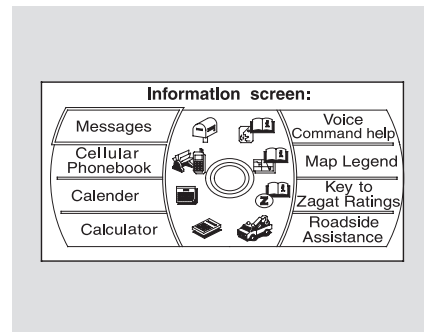 Information screen:
Messages
Cellular
Phonebook
Calender
Calculator
Voice
Command help
Map Legend
Key to
Zagat Ratings
Roadside
Assistance
Z